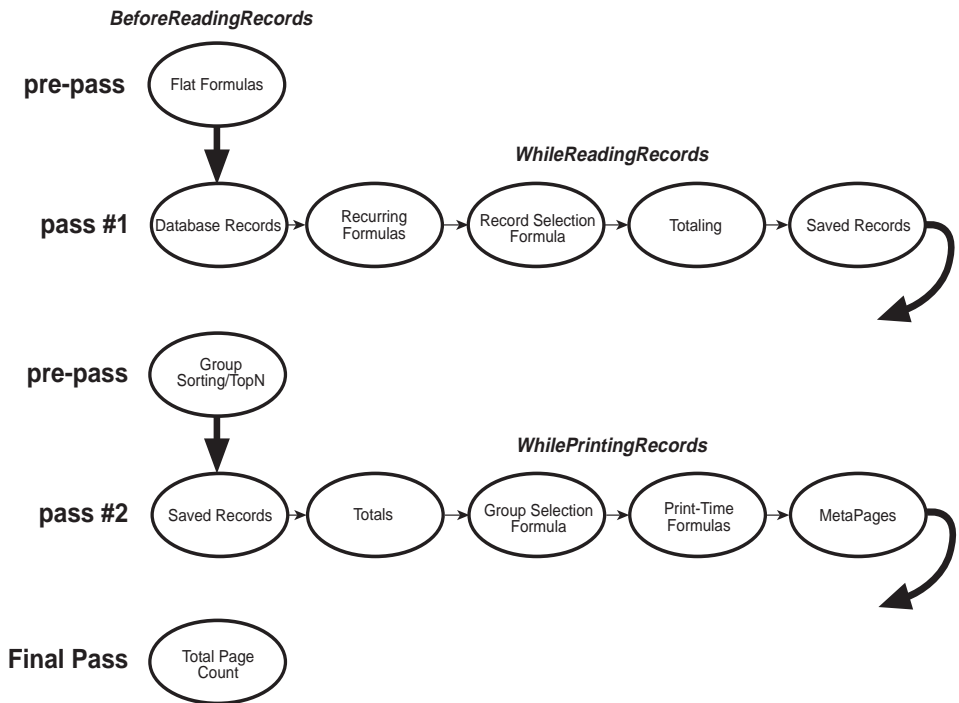 BeforeReadingRecords
pre-pass
Flat Formulas
WhileReadingRecords
pass #1
Database Records
Recurring
Formulas
Record Selection
Formula
Totaling
Saved Records
pre-pass
Group
Sorting/TopN
WhilePrintingRecords
pass #2
Saved Records
Totals
Group Selection
Formula
Print-Time
Formulas
MetaPages
Final Pass
Total Page
Count